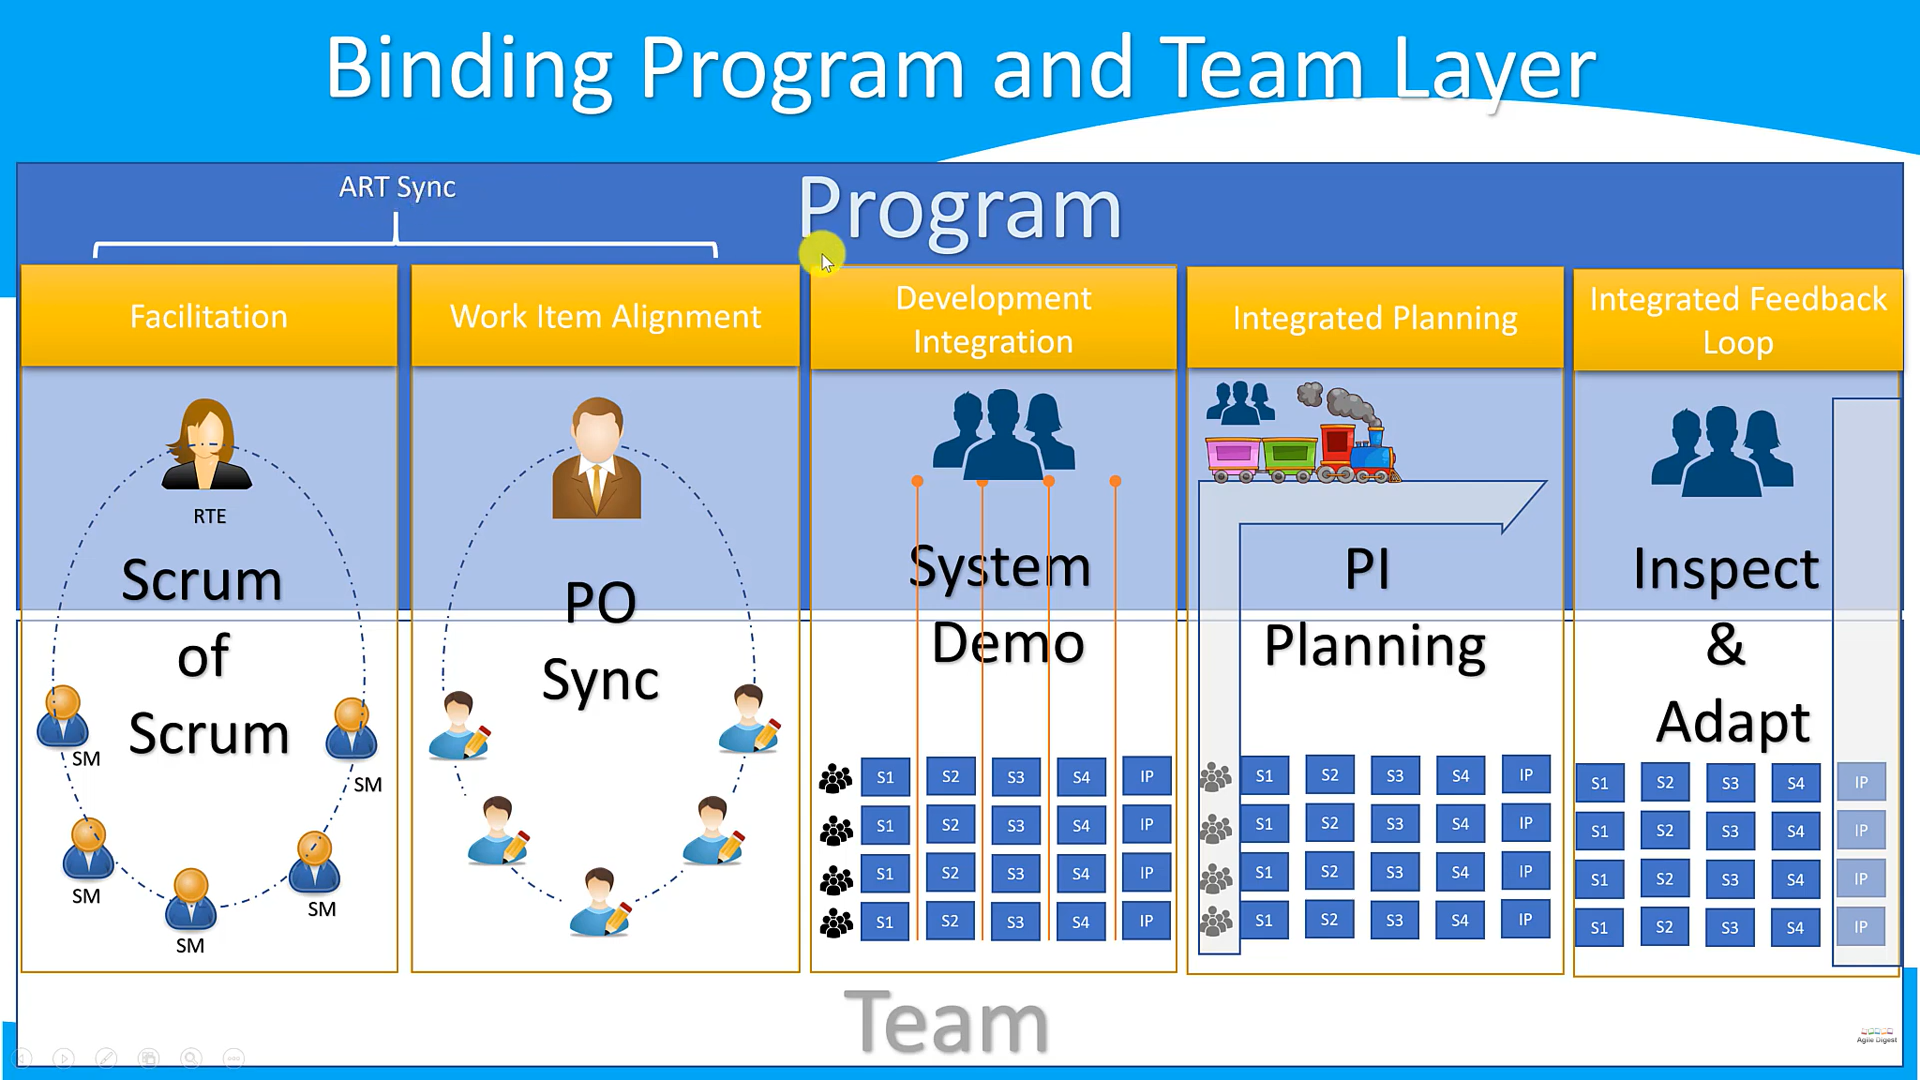 Binding Program and Team Layer
ART Sync
Program
Facilitation
Work Item Alignment
Development
Integration
Integrated Planning
Integrated Feedback
Loop
RTE
Scrum
of
Scrum
SM
SM
SM
SM
SM
PO
Sync
System
Demo
S1 S2 S3 S4 IP
S1 S2 S3 S4 IP
S1 S2 S3 S4 IP
S1 S2 S3 S4 IP
PI
Planning
S1 S2 S3 S4 IP
S1 S2 S3 S4 IP
S1 S2 S3 S4 IP
S1 S2 S3 S4 IP
Inspect
&
Adapt
S1 S2 S3 S4 IP
S1 S2 S3 S4 IP
S1 S2 S3 S4 IP
S1 S2 S3 S4 IP
Team
Agile Digest